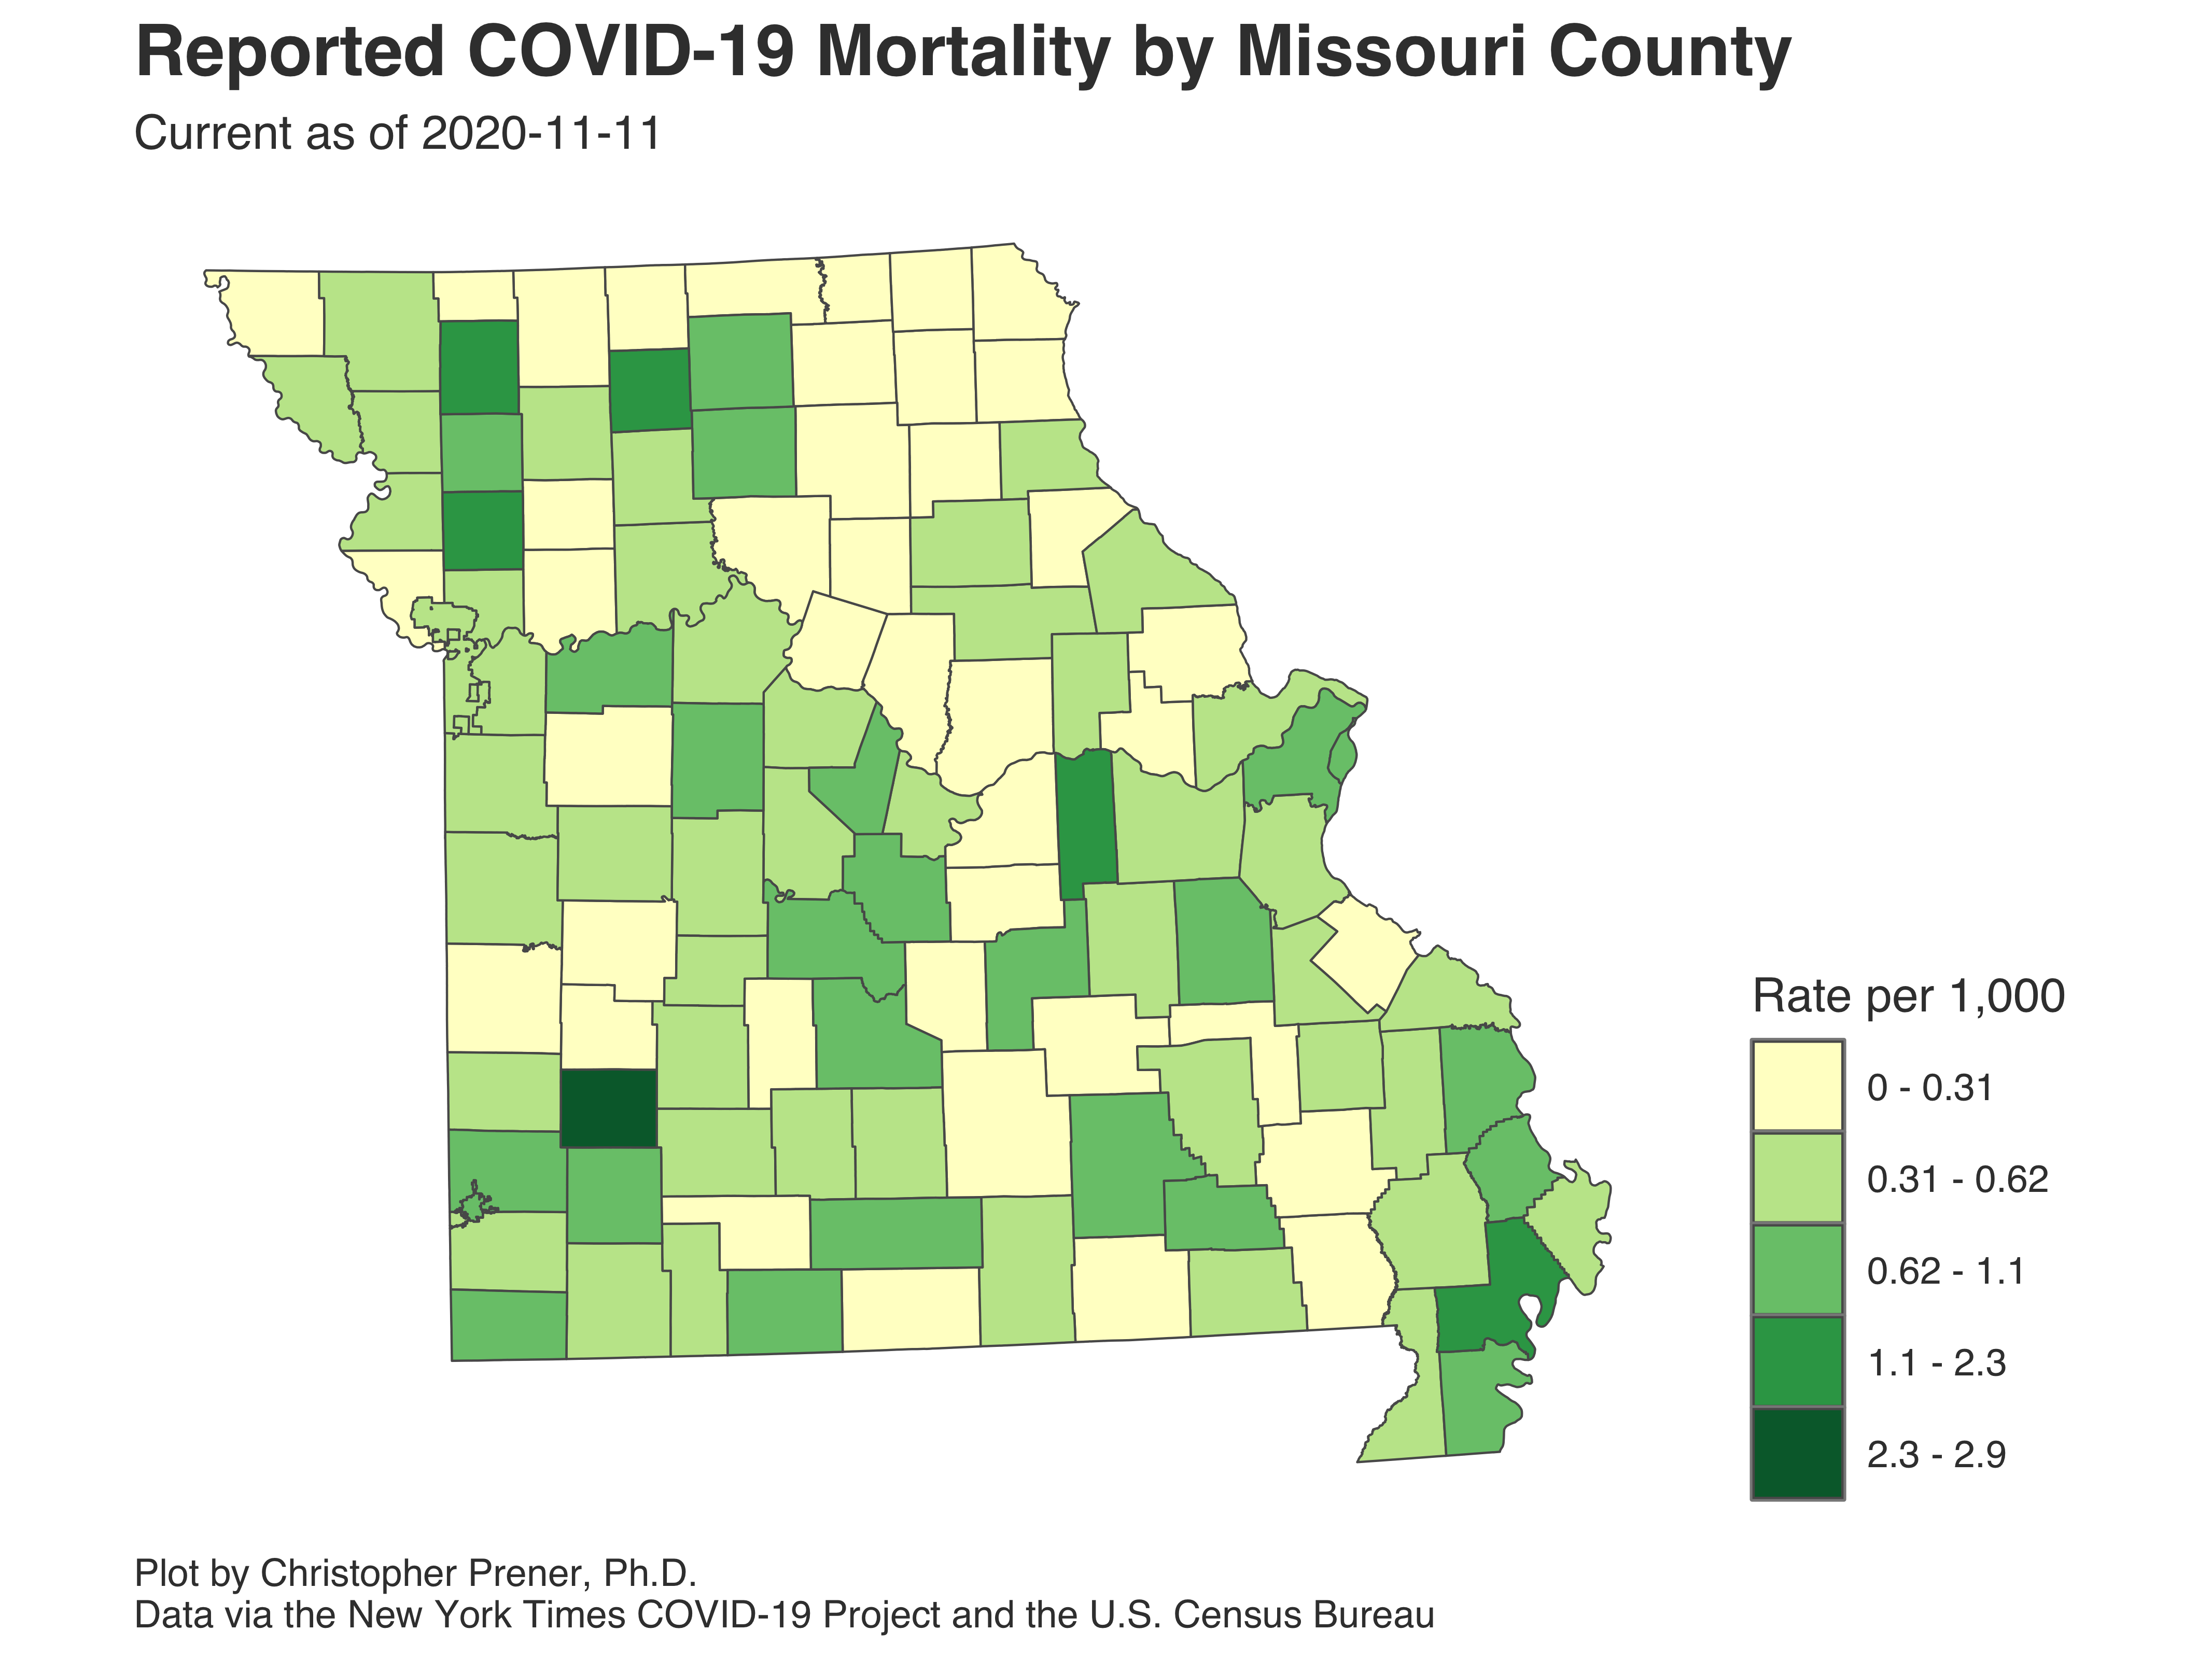 Reported COVID-19 Mortality by Missouri County
Current as of 2020-11-11
Rate per 1,000
0 - 0.31
0.31 - 0.62
0.62 - 1.1
1.1 - 2.3
2.3 - 2.9
Plot by Christopher Prener, Ph.D.
Data via the New York Times COVID-19 Project and the U.S. Census Bureau